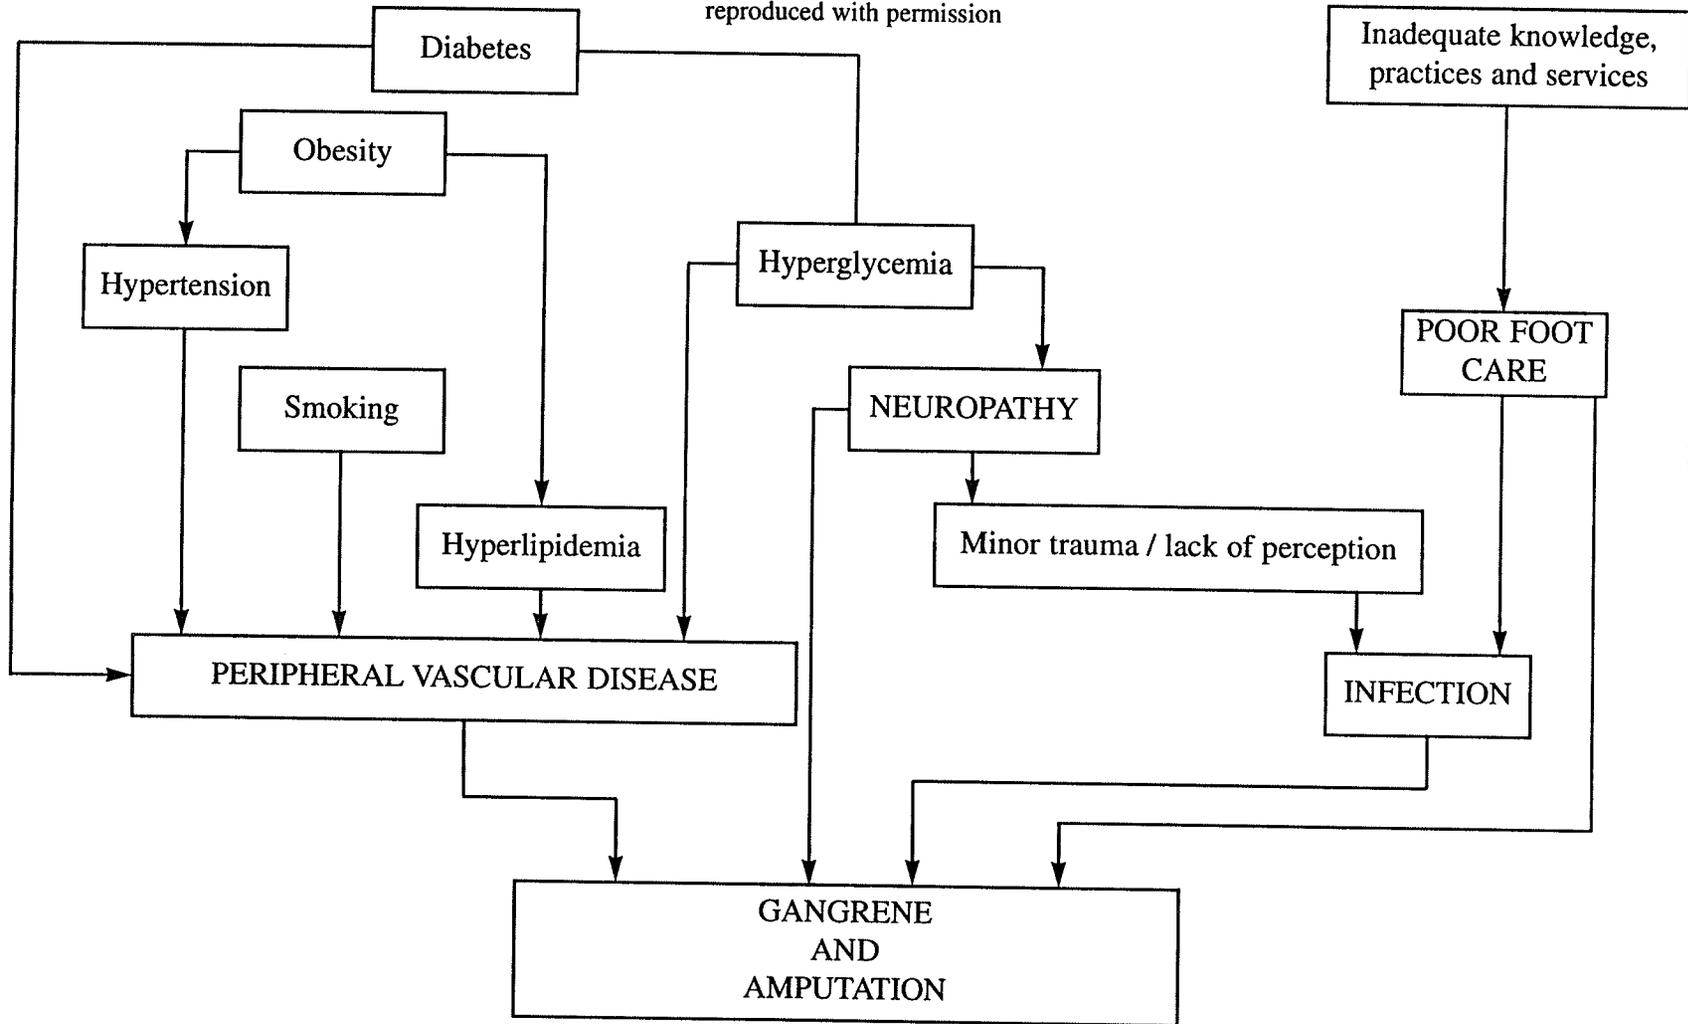 reproduced with permission
Diabetes
Inadequate knowledge,
practices and services
Obesity
Hypertension
Hyperglycemia
POOR FOOT
CARE
Smoking
NEUROPATHY
Hyperlipidemia
Minor trauma / lack of perception
PERIPHERAL VASCULAR DISEASE
INFECTION
GANGRENE
AND
AMPUTATION